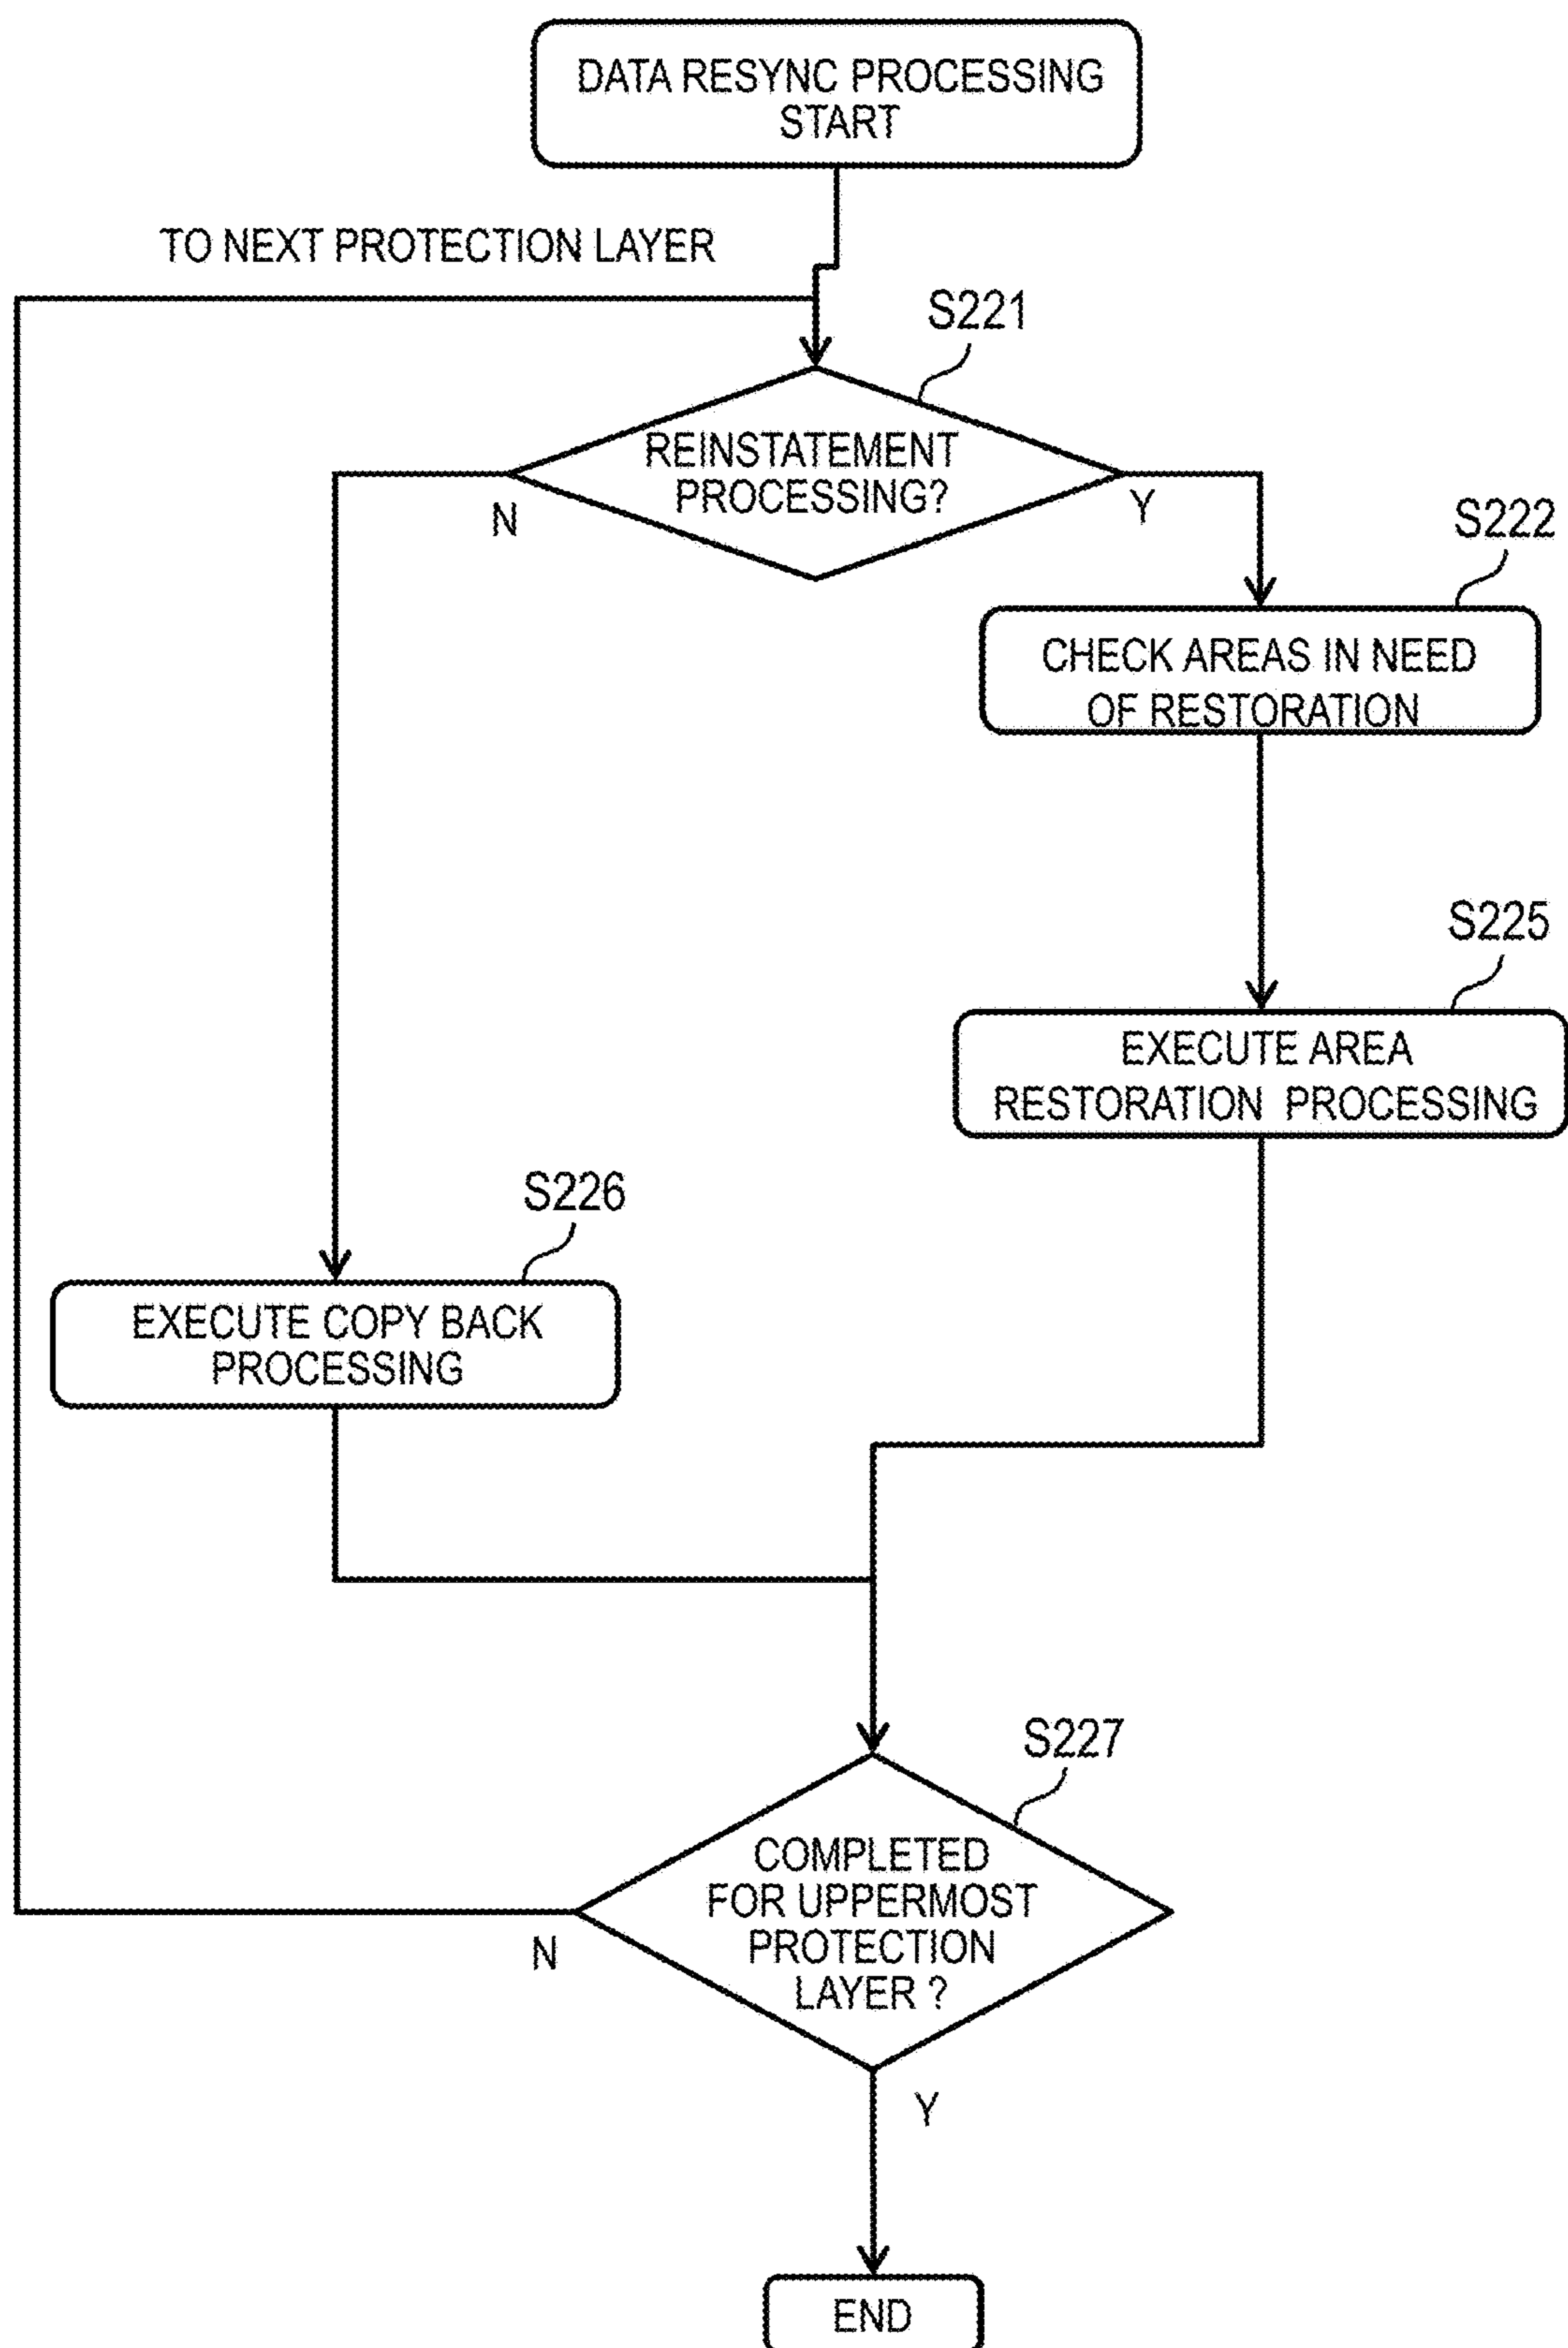 DATA RESYNC PROCESSING
START
TO NEXT PROTECTION LAYER
S221
REINSTATEMENT
PROCESSING?
N
Y
S222
CHECK AREAS IN NEED
OF RESTORATION
S225
EXECUTE AREA
RESTORATION PROCESSING
S226
EXECUTE COPY BACK
PROCESSING
S227
COMPLETED
FOR UPPERMOST
PROTECTION
LAYER ?
N
Y
END